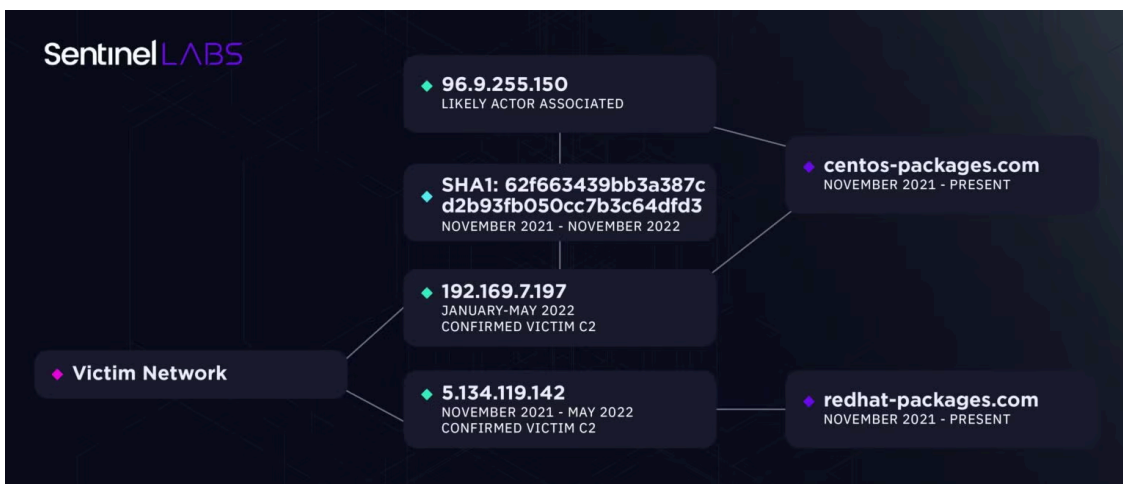 SentinelLABS
96.9.255.150
LIKELY ACTOR ASSOCIATED
SHA1: 62f663439bb3a387c
d2b93fb050cc7b3c64dfd3
NOVEMBER 2021 - NOVEMBER 2022
192.169.7.197
JANUARY-MAY 2022
CONFIRMED VICTIM C2
Victim Network
5.134.119.142
NOVEMBER 2021 - MAY 2022
CONFIRMED VICTIM C2
centos-packages.com
NOVEMBER 2021 - PRESENT
redhat-packages.com
NOVEMBER 2021 - PRESENT